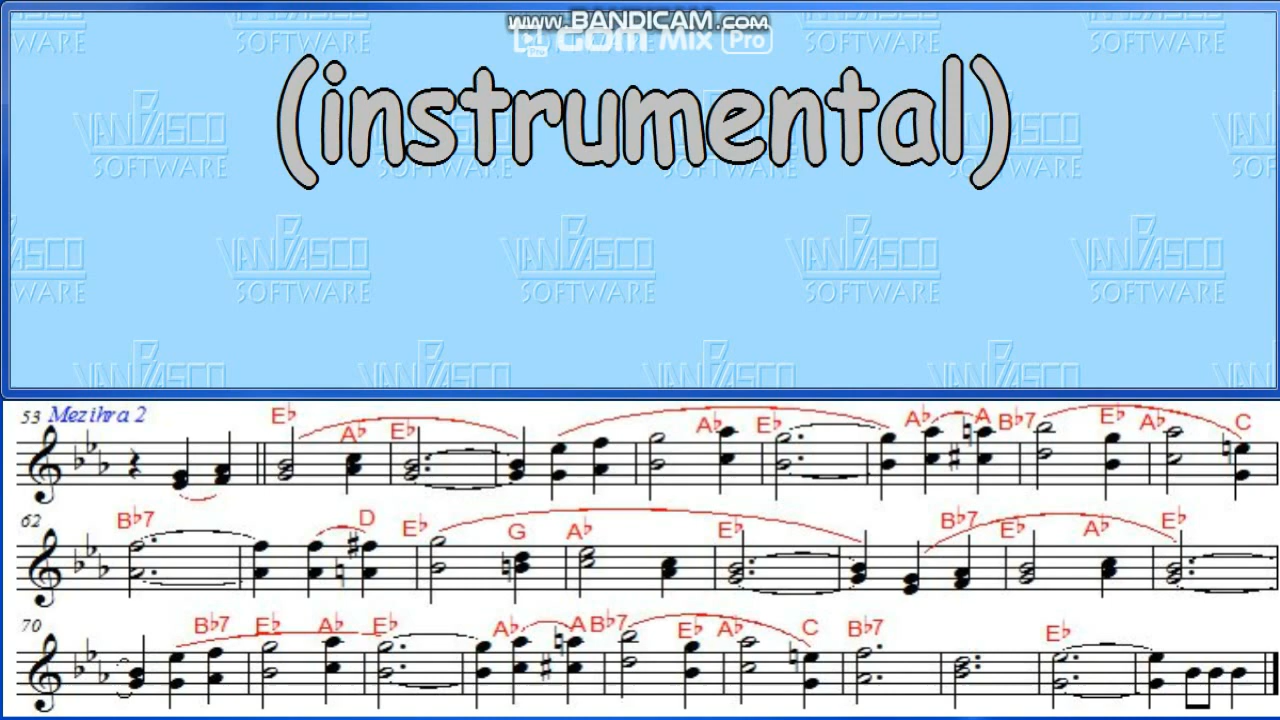 www.BANDICAM.com
GOM Mix Pro
(instrumental)
VANBASCO SOFTWARE
53 Mezihra 2 E♭ A♭ E♭ A♭ E♭ A♭ A B♭7 E♭ A♭ C
62 B♭7 D E♭ G A♭ E♭ B♭7 E♭ A♭ E♭
70 B♭7 E♭ A♭ E♭ A♭ A B♭7 E♭ A♭ C B♭7 E♭